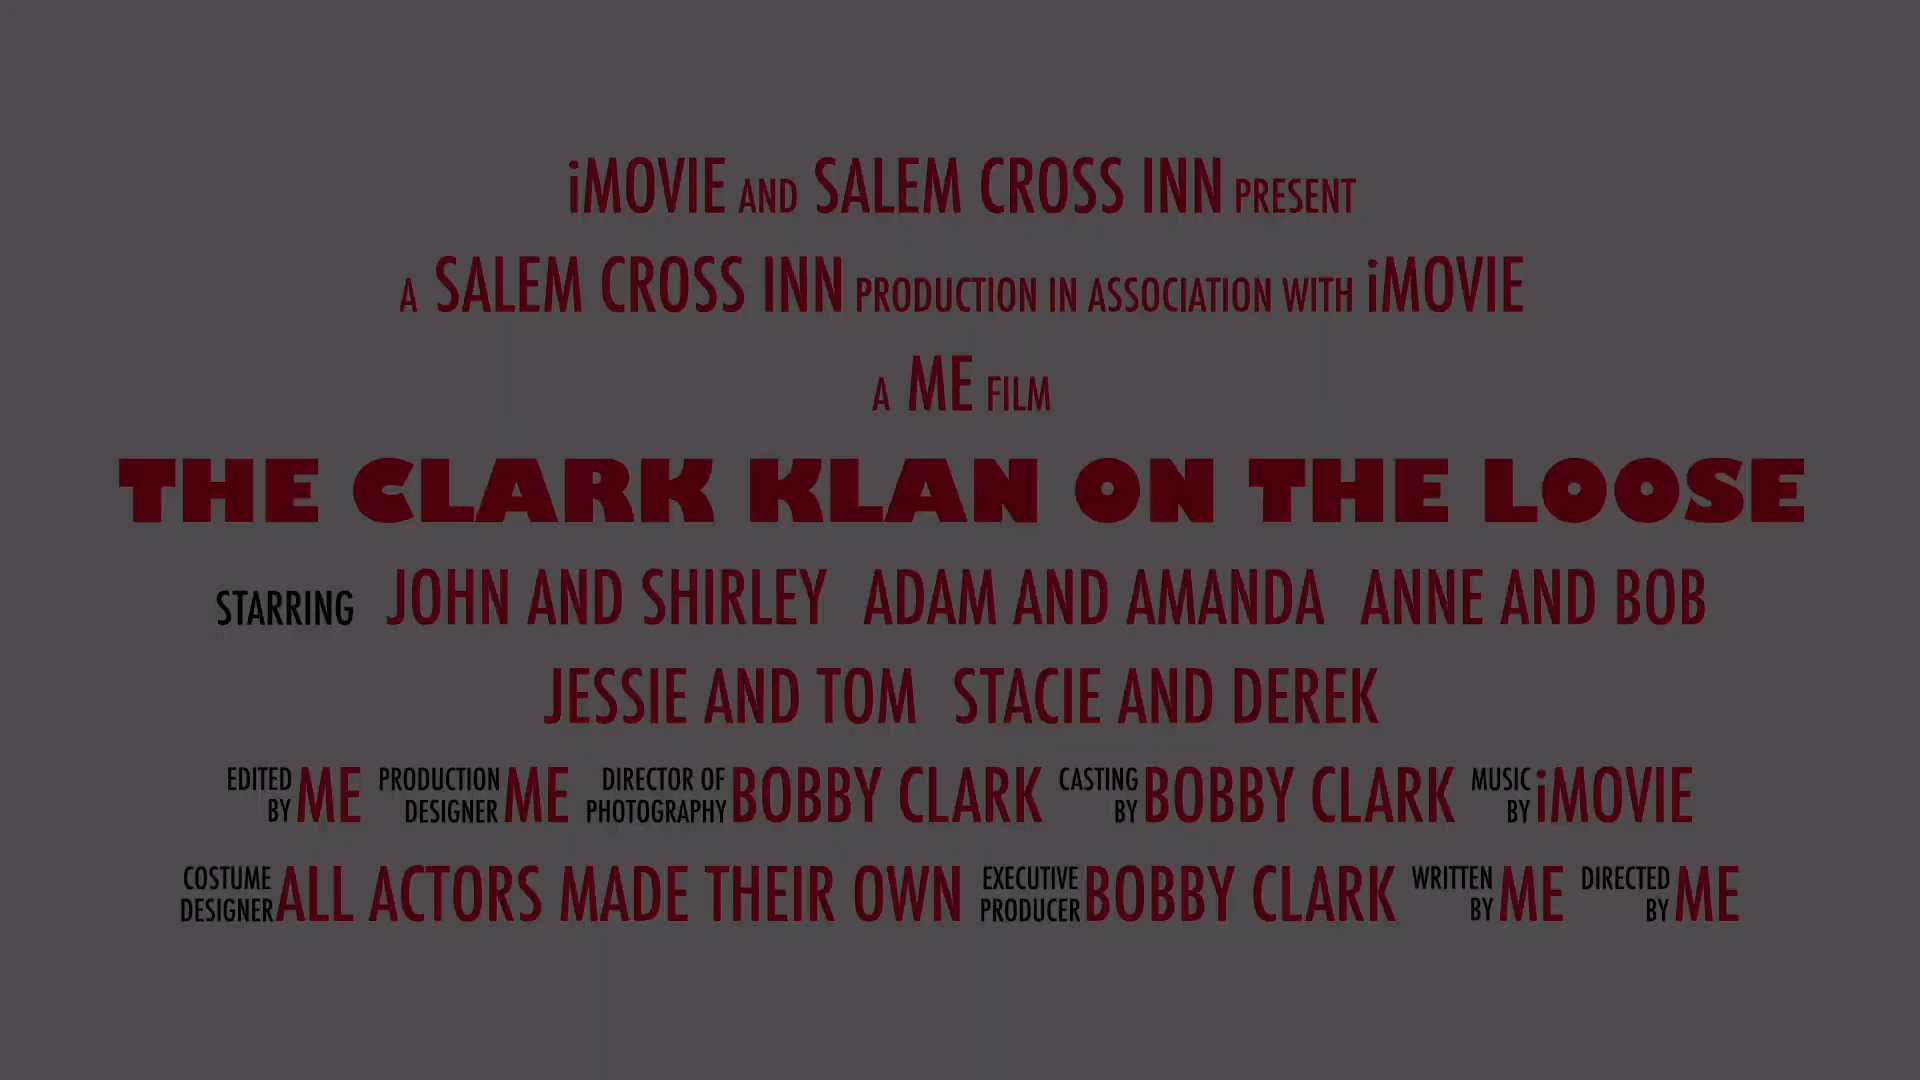 iMOVIE AND SALEM CROSS INN PRESENT
A SALEM CROSS INN PRODUCTION IN ASSOCIATION WITH iMOVIE
A ME FILM
THE CLARK KLAN ON THE LOOSE
STARRING JOHN AND SHIRLEY ADAM AND AMANDA ANNE AND BOB
JESSIE AND TOM STACIE AND DEREK
EDITED BY ME PRODUCTION DESIGNER ME DIRECTOR OF PHOTOGRAPHY BOBBY CLARK CASTING BY BOBBY CLARK MUSIC BY iMOVIE
COSTUME DESIGNER ALL ACTORS MADE THEIR OWN EXECUTIVE PRODUCER BOBBY CLARK WRITTEN BY ME DIRECTED BY ME